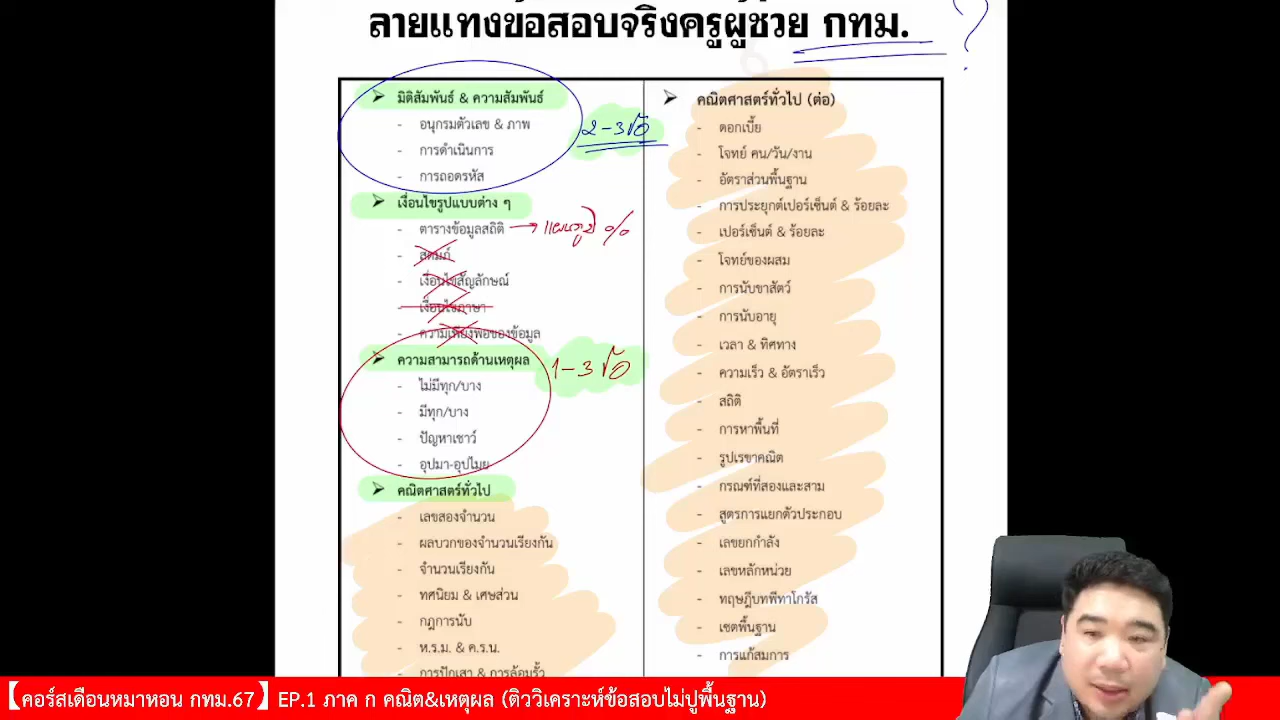 ลายแทงข้อสอบจริงครูผู้ช่วย กทม. ?
➤ มิติสัมพันธ์ & ความสัมพันธ์
- อนุกรมตัวเลข & ภาพ
2-3 ข้อ
- การดำเนินการ
- การถอดรหัส
➤ เงื่อนไขรูปแบบต่าง ๆ
- ตารางข้อมูลสถิติ → แผนภูมิ %
- เงื่อนไขสัญลักษณ์
- เงื่อนไขภาษา
- ความเพียงพอของข้อมูล
➤ ความสามารถด้านเหตุผล
1-3 ข้อ
- ไม่มีทุก/บาง
- มีทุก/บาง
- ปัญหาเชาว์
- อุปมา-อุปไมย
➤ คณิตศาสตร์ทั่วไป
- เลขสองจำนวน
- ผลบวกของจำนวนเรียงกัน
- จำนวนเรียงกัน
- ทศนิยม & เศษส่วน
- กฎการนับ
- ห.ร.ม. & ค.ร.น.
- การปักเสา & การล้อมรั้ว
➤ คณิตศาสตร์ทั่วไป (ต่อ)
- ดอกเบี้ย
- โจทย์ คน/วัน/งาน
- อัตราส่วนพื้นฐาน
- การประยุกต์เปอร์เซ็นต์ & ร้อยละ
- เปอร์เซ็นต์ & ร้อยละ
- โจทย์ของผสม
- การนับขาสัตว์
- การนับอายุ
- เวลา & ทิศทาง
- ความเร็ว & อัตราเร็ว
- สถิติ
- การหาพื้นที่
- รูปเรขาคณิต
- กรณฑ์ที่สองและสาม
- สูตรการแยกตัวประกอบ
- เลขยกกำลัง
- เลขหลักหน่วย
- ทฤษฎีบทพีทาโกรัส
- เซตพื้นฐาน
- การแก้สมการ
【คอร์สเดือนหมาหอน กทม.67】 EP.1 ภาค ก คณิต&เหตุผล (ติววิเคราะห์ข้อสอบไม่ปูพื้นฐาน)